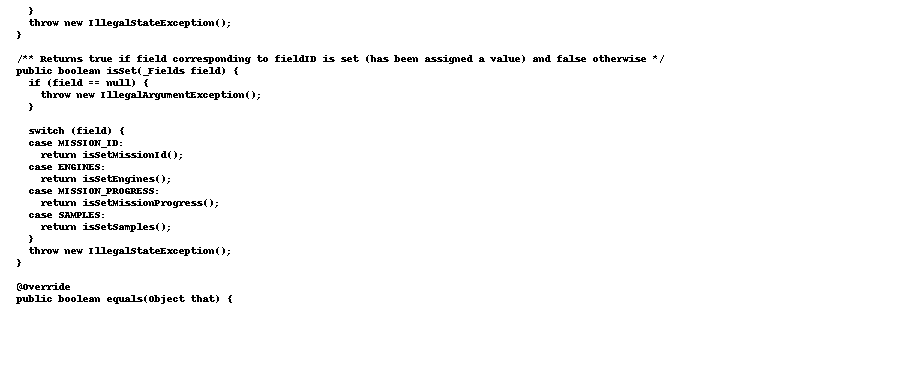 }
throw new IllegalStateException();
}
/** Returns true if field corresponding to fieldID is set (has been assigned a value) and false otherwise */
public boolean isSet(_Fields field) {
if (field == null) {
throw new IllegalArgumentException();
}
switch (field) {
case MISSION_ID:
return isSetMissionId();
case ENGINES:
return isSetEngines();
case MISSION_PROGRESS:
return isSetMissionProgress();
case SAMPLES:
return isSetSamples();
}
throw new IllegalStateException();
}
@Override
public boolean equals(Object that) {